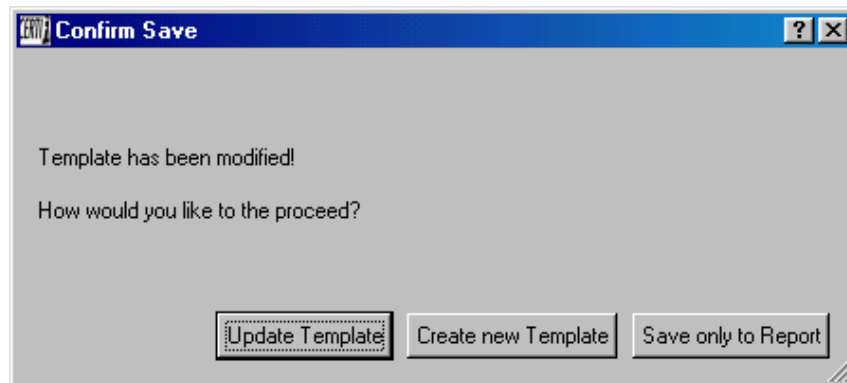 Confirm Save
Template has been modified!
How would you like to the proceed?
Update Template Create new Template Save only to Report